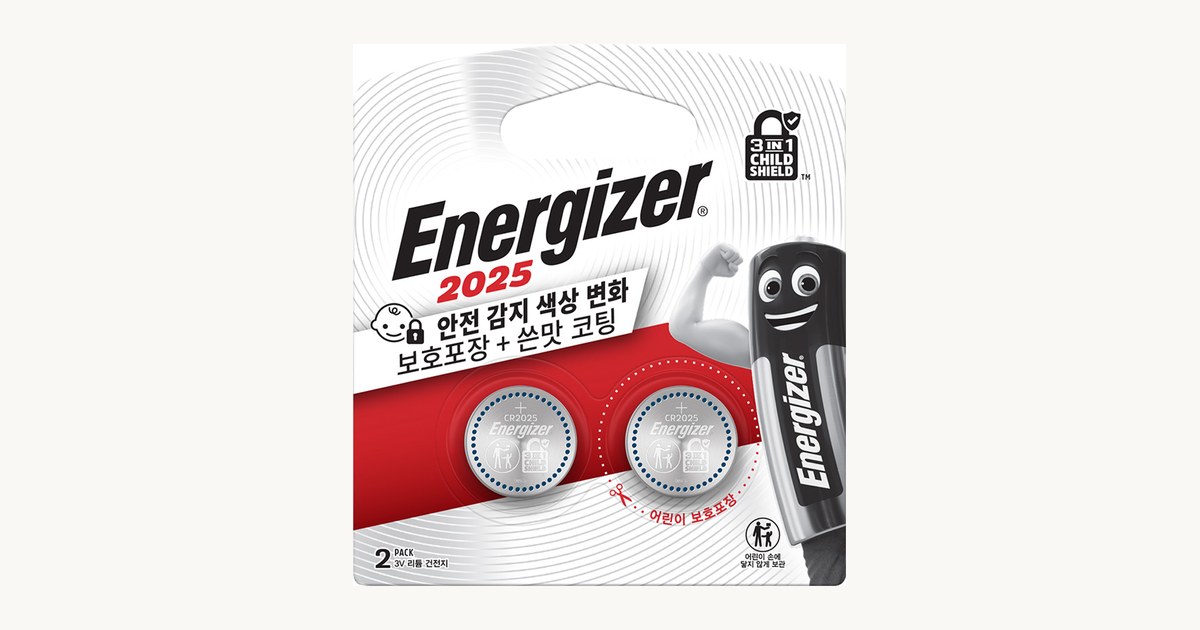 3 IN 1
CHILD
SHIELD™
Energizer®
2025
안전 감지 색상 변화
보호포장 + 쓴맛 코팅
CR2025
Energizer
CR2025
Energizer
Energizer®
어린이 보호포장
2 PACK
3V 리튬 건전지
어린이 손에
닿지 않게 보관